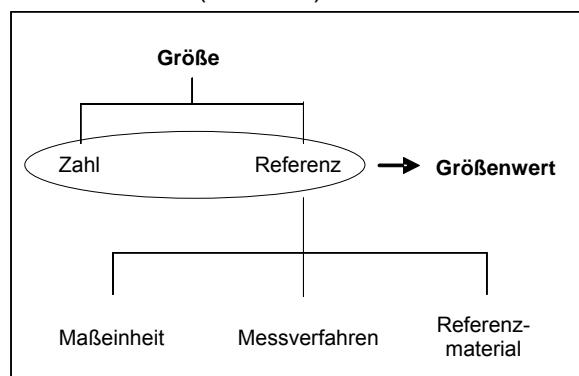 Größe
Zahl Referenz Größenwert
Maßeinheit Messverfahren Referenz-
material